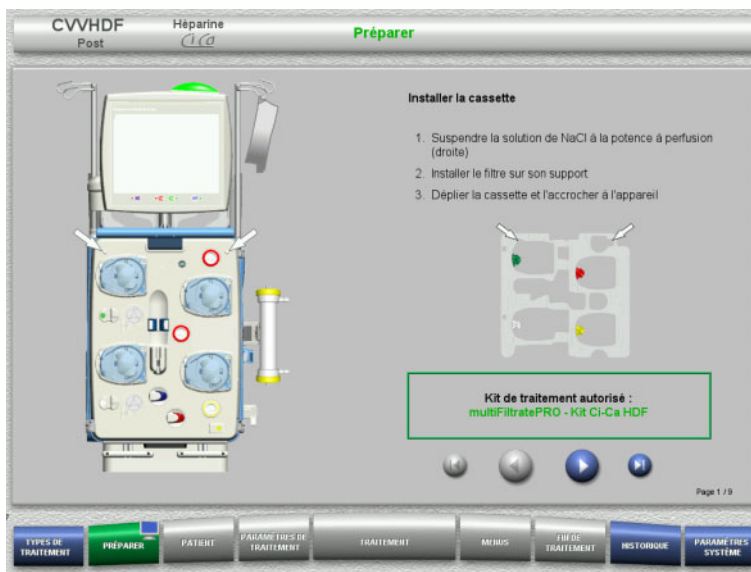 CVVHDF
Post
Héparine
Ci Ca
Préparer
Installer la cassette
1. Suspendre la solution de NaCl à la potence à perfusion
(droite)
2. Installer le filtre sur son support
3. Déplier la cassette et l'accrocher à l'appareil
Kit de traitement autorisé :
multiFiltratePRO - Kit Ci-Ca HDF
Page 1 / 9
TYPES DE
TRAITEMENT
PRÉPARER
PATIENT
PARAMÈTRES DE
TRAITEMENT
TRAITEMENT
MENUS
FIN DE
TRAITEMENT
HISTORIQUE
PARAMÈTRES
SYSTÈME